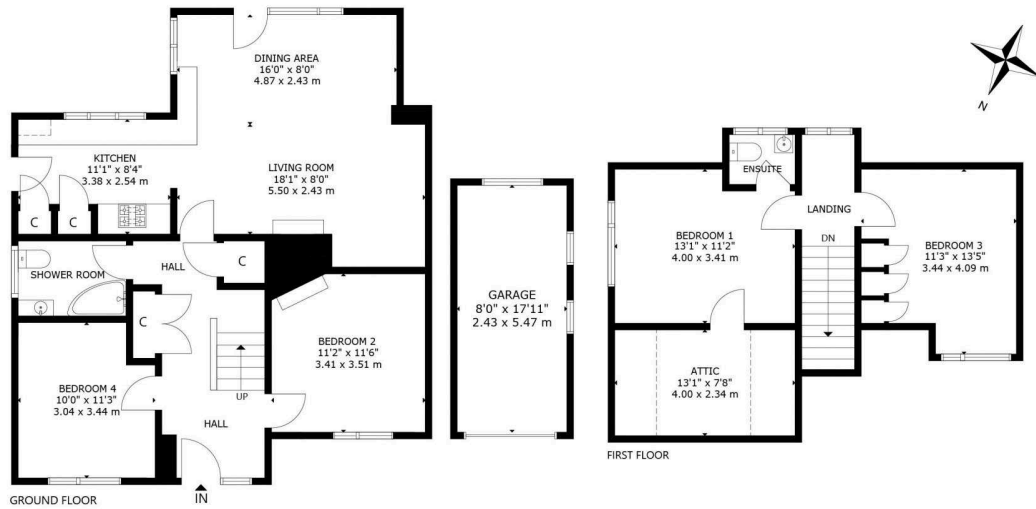 DINING AREA
16'0" x 8'0"
4.87 x 2.43 m
KITCHEN
11'1" x 8'4"
3.38 x 2.54 m
LIVING ROOM
18'1" x 8'0"
5.50 x 2.43 m
C
C
SHOWER ROOM
HALL
C
C
BEDROOM 4
10'0" x 11'3"
3.04 x 3.44 m
UP
BEDROOM 2
11'2" x 11'6"
3.41 x 3.51 m
HALL
IN
GROUND FLOOR
GARAGE
8'0" x 17'11"
2.43 x 5.47 m
N
ENSUITE
BEDROOM 1
13'1" x 11'2"
4.00 x 3.41 m
LANDING
DN
BEDROOM 3
11'3" x 13'5"
3.44 x 4.09 m
ATTIC
13'1" x 7'8"
4.00 x 2.34 m
FIRST FLOOR